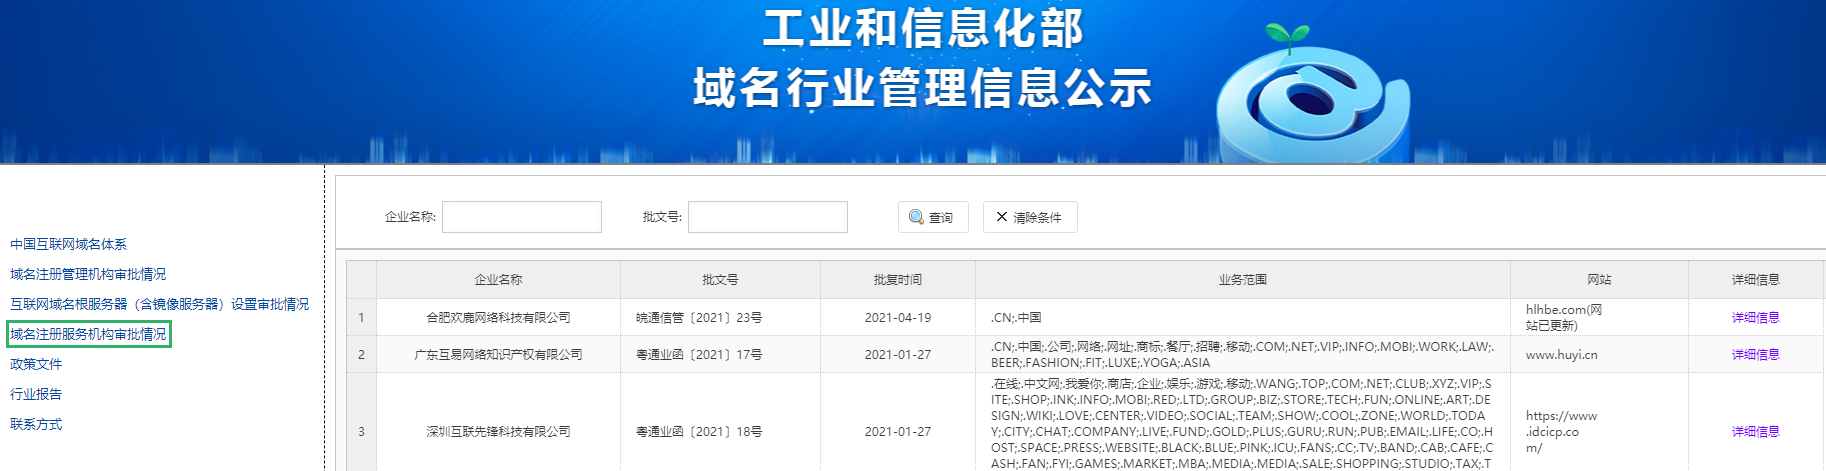 工业和信息化部
域名行业管理信息公示
中国互联网域名体系
域名注册管理机构审批情况
互联网域名根服务器（含镜像服务器）设置审批情况
域名注册服务机构审批情况
政策文件
行业报告
联系方式
企业名称: 批文号: 查询 清除条件
企业名称 批文号 批复时间 业务范围 网站 详细信息
1 合肥欢鹿网络科技有限公司 皖通信管〔2021〕23号 2021-04-19 .CN;.中国 hlhbe.com(网
站已更新) 详细信息
2 广东互易网络知识产权有限公司 粤通业函〔2021〕17号 2021-01-27 .CN;.中国;.公司;.网络;.网址;.商标;.餐厅;.招聘;.移动;.COM;.NET;.VIP;.INFO;.MOBI;.WORK;.LAW;.
BEER;.FASHION;.FIT;.LUXE;.YOGA;.ASIA www.huyi.cn 详细信息
3 深圳互联先锋科技有限公司 粤通业函〔2021〕18号 2021-01-27 .在线;.中文网;.我爱你;.商店;.企业;.娱乐;.游戏;.移动;.WANG;.TOP;.COM;.NET;.CLUB;.XYZ;.VIP;.S
ITE;.SHOP;.INK;.INFO;.MOBI;.RED;.LTD;.GROUP;.BIZ;.STORE;.TECH;.FUN;.ONLINE;.ART;.DE
SIGN;.WIKI;.LOVE;.CENTER;.VIDEO;.SOCIAL;.TEAM;.SHOW;.COOL;.ZONE;.WORLD;.TODA
Y;.CITY;.CHAT;.COMPANY;.LIVE;.FUND;.GOLD;.PLUS;.GURU;.RUN;.PUB;.EMAIL;.LIFE;.CO;.H
OST;.SPACE;.PRESS;.WEBSITE;.BLACK;.BLUE;.PINK;.ICU;.FANS;.CC;.TV;.BAND;.CAB;.CAFE;.C
ASH;.FAN;.FYI;.GAMES;.MARKET;.MBA;.MEDIA;.MEDIA;.SALE;.SHOPPING;.STUDIO;.TAX;.T
https://www
.idcicp.co
m/ 详细信息